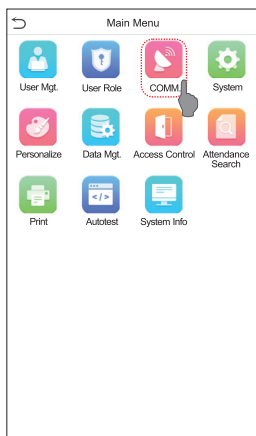 Main Menu
User Mgt.
User Role
COMM.
System
Personalize
Data Mgt.
Access Control
Attendance
Search
</>
Print
Autotest
System Info